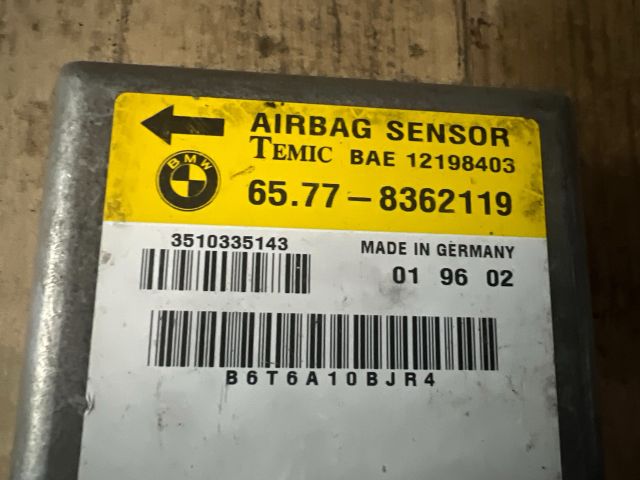 AIRBAG SENSOR
TEMIC BAE 12198403
BMW
65.77-8362119
3510335143
MADE IN GERMANY
01 96 02
B6T6A10BJR4